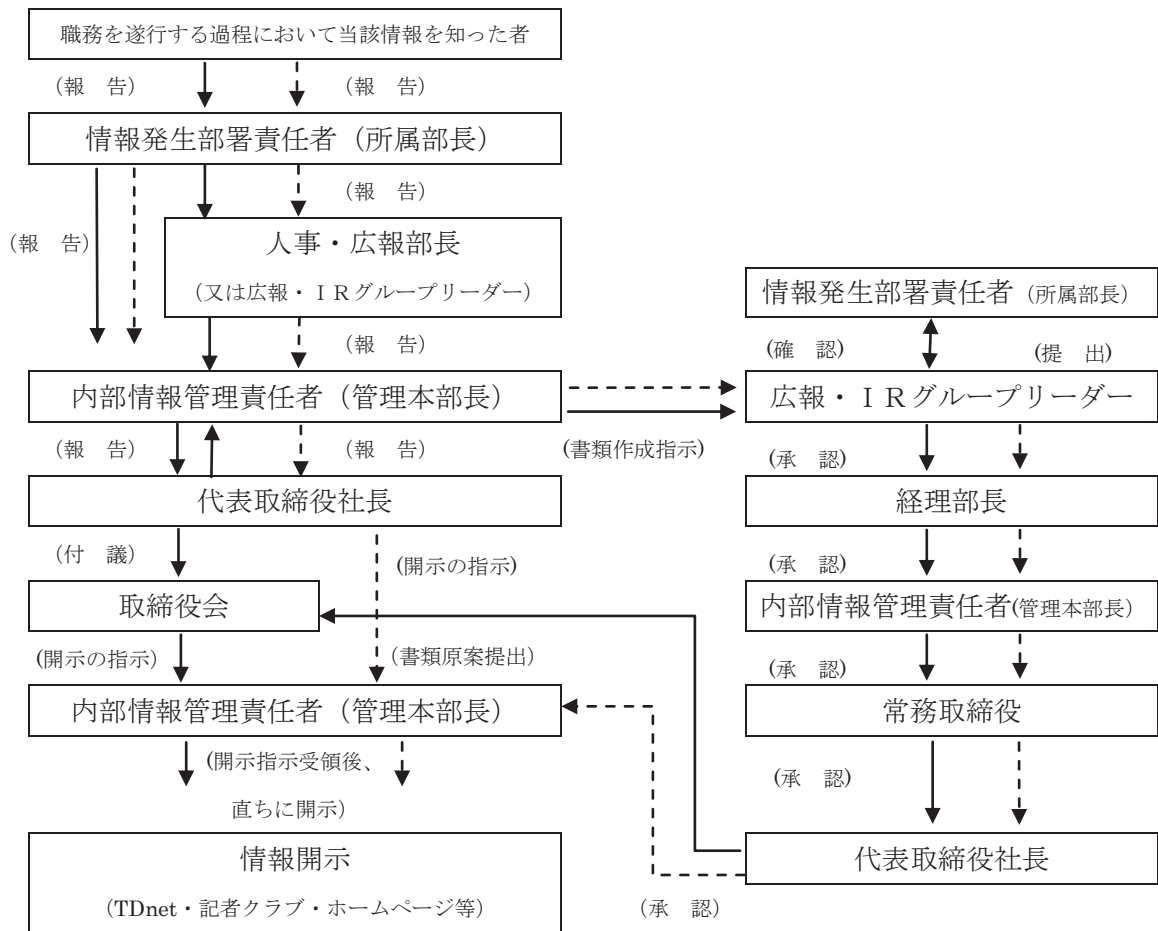 職務を遂行する過程において当該情報を知った者
（報　告）
（報　告）
情報発生部署責任者（所属部長）
（報　告）
（報　告）
人事・広報部長
（又は広報・ＩＲグループリーダー）
（報　告）
内部情報管理責任者（管理本部長）
（報　告）
（報　告）
(書類作成指示)
代表取締役社長
（付　議）
(開示の指示)
取締役会
(開示の指示）
（書類原案提出）
内部情報管理責任者（管理本部長）
(開示指示受領後、
直ちに開示）
情報開示
（TDnet・記者クラブ・ホームページ等）
情報発生部署責任者（所属部長）
(確　認)
(提　出)
広報・ＩＲグループリーダー
(承　認)
経理部長
(承　認)
内部情報管理責任者(管理本部長）
(承　認)
常務取締役
(承　認)
代表取締役社長
（承　認）